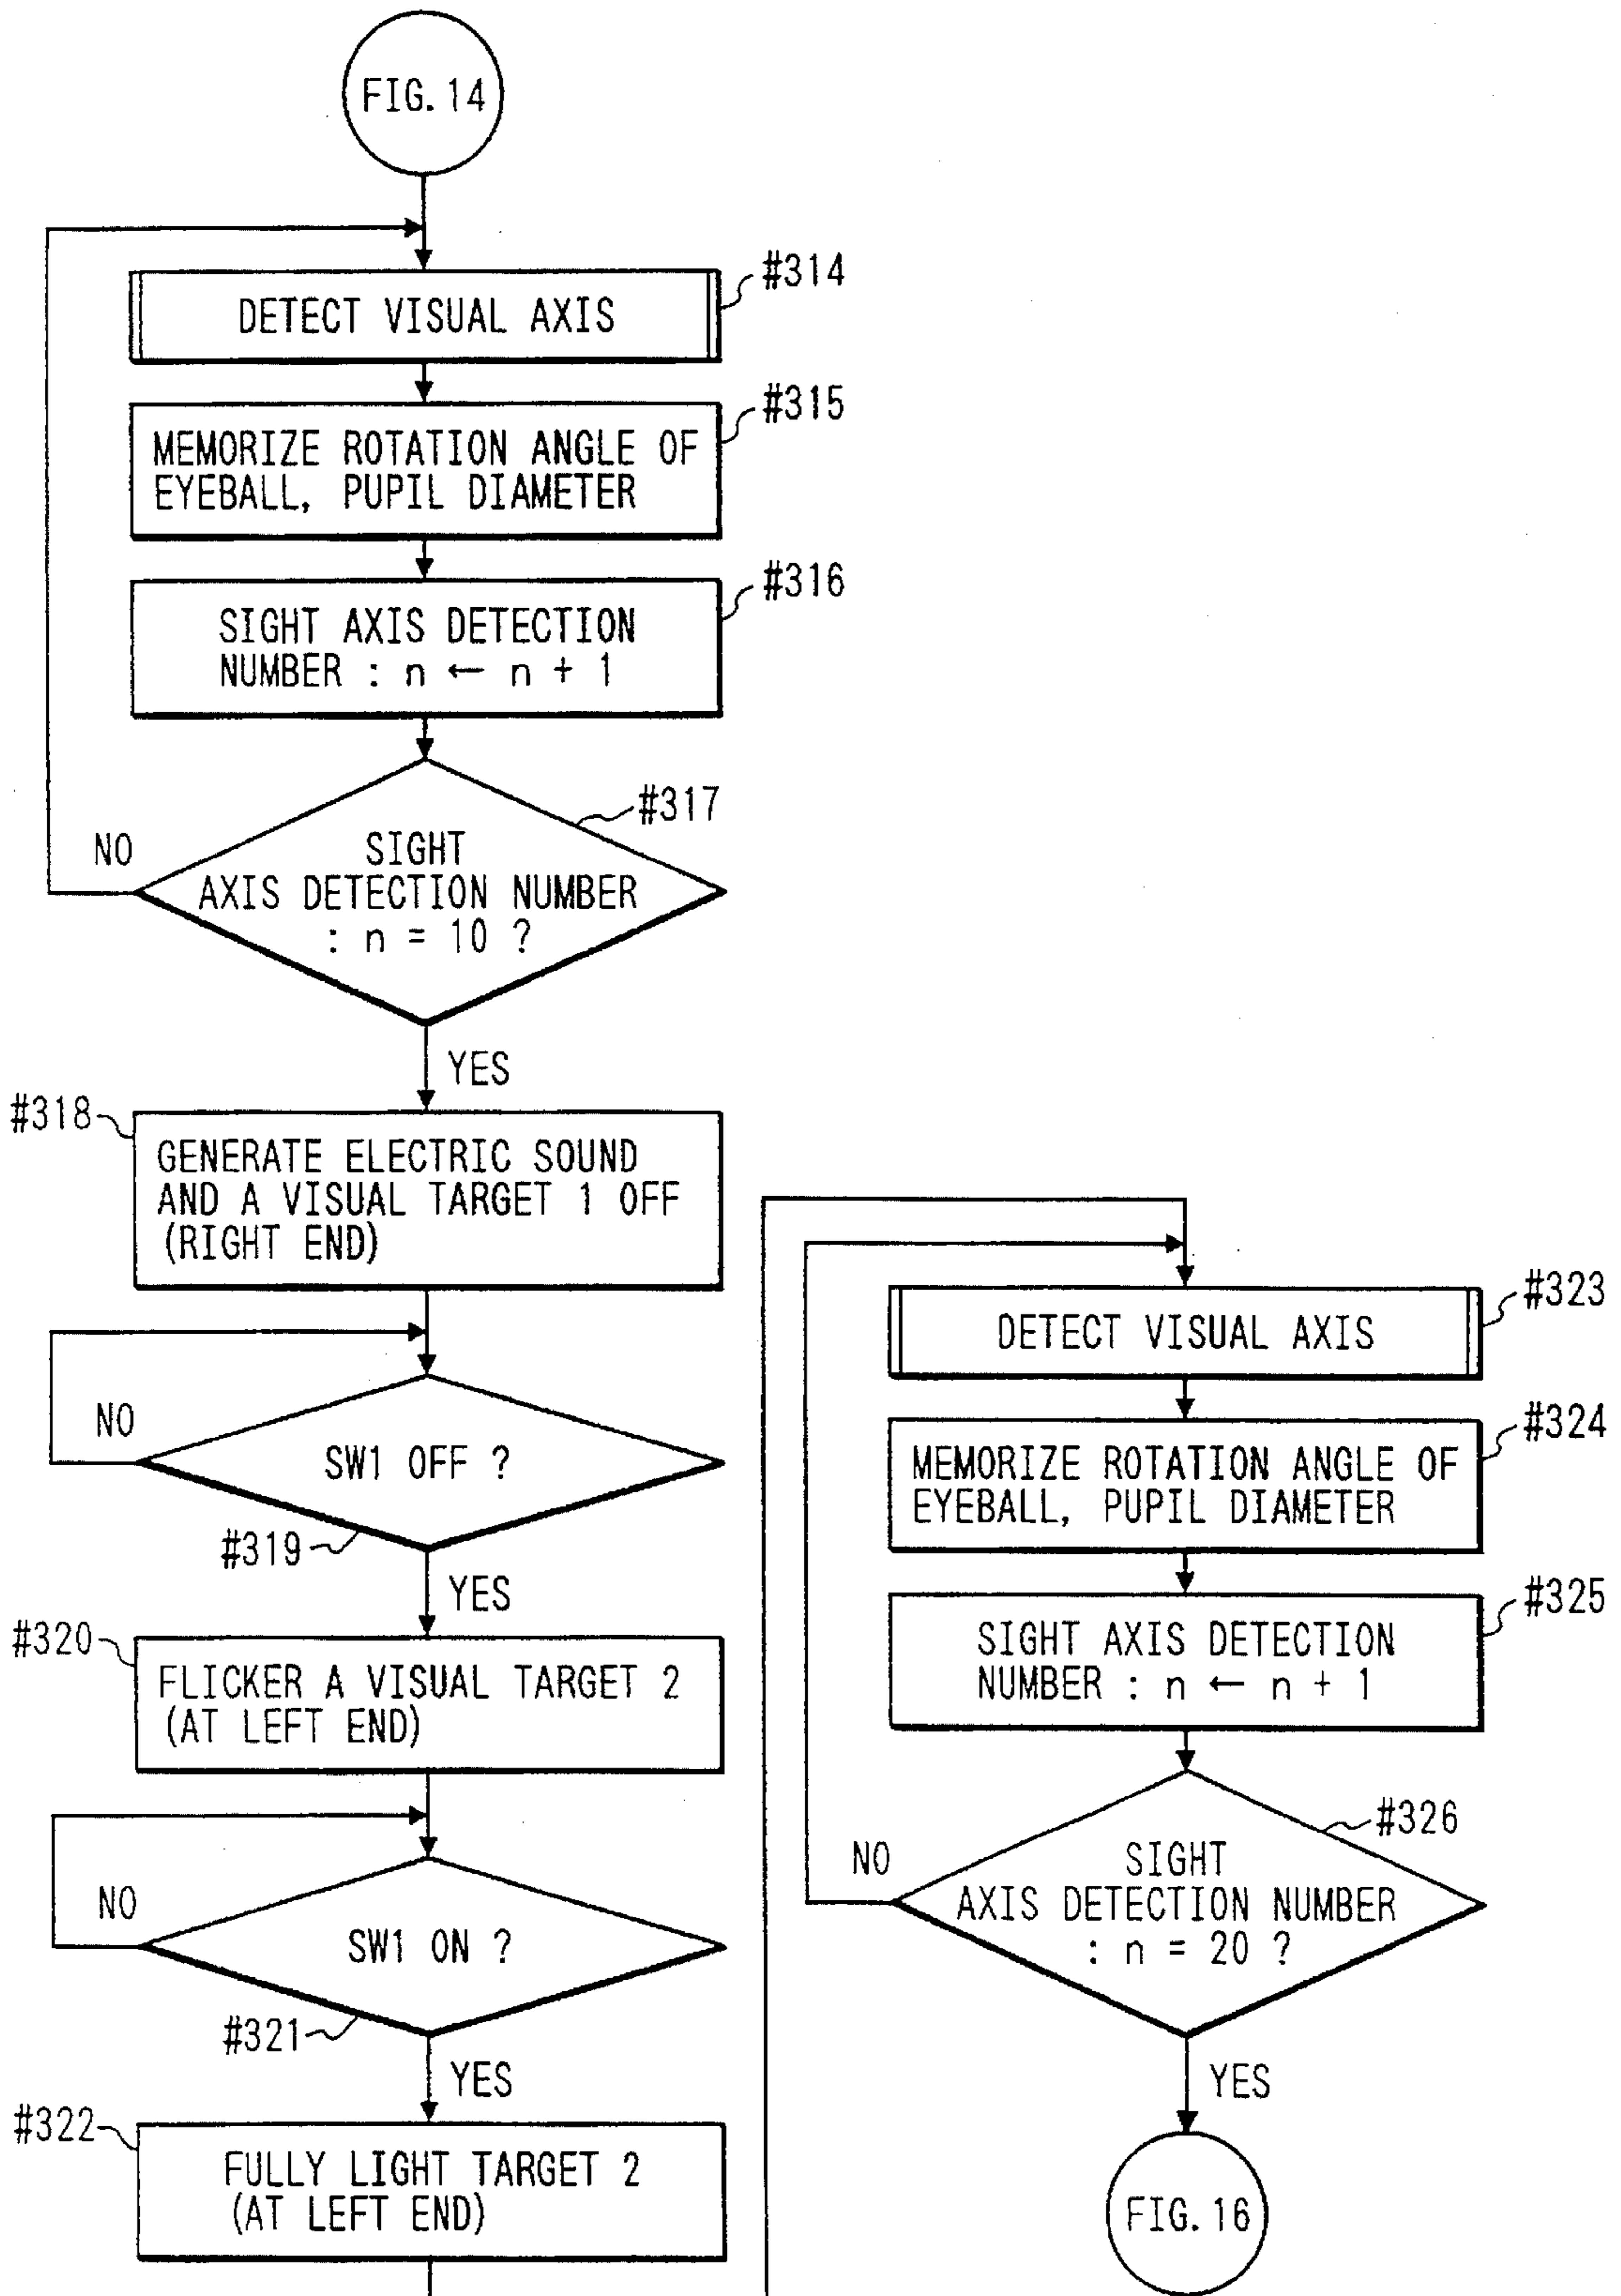 FIG. 14
#314
DETECT VISUAL AXIS
#315
MEMORIZE ROTATION ANGLE OF
EYEBALL, PUPIL DIAMETER
#316
SIGHT AXIS DETECTION
NUMBER : n ← n + 1
#317
NO
SIGHT
AXIS DETECTION NUMBER
: n = 10 ?
YES
#318
GENERATE ELECTRIC SOUND
AND A VISUAL TARGET 1 OFF
(RIGHT END)
NO
SW1 OFF ?
#319
YES
#320
FLICKER A VISUAL TARGET 2
(AT LEFT END)
NO
SW1 ON ?
#321
YES
#322
FULLY LIGHT TARGET 2
(AT LEFT END)
#323
DETECT VISUAL AXIS
#324
MEMORIZE ROTATION ANGLE OF
EYEBALL, PUPIL DIAMETER
#325
SIGHT AXIS DETECTION
NUMBER : n ← n + 1
#326
NO
SIGHT
AXIS DETECTION NUMBER
: n = 20 ?
YES
FIG. 16